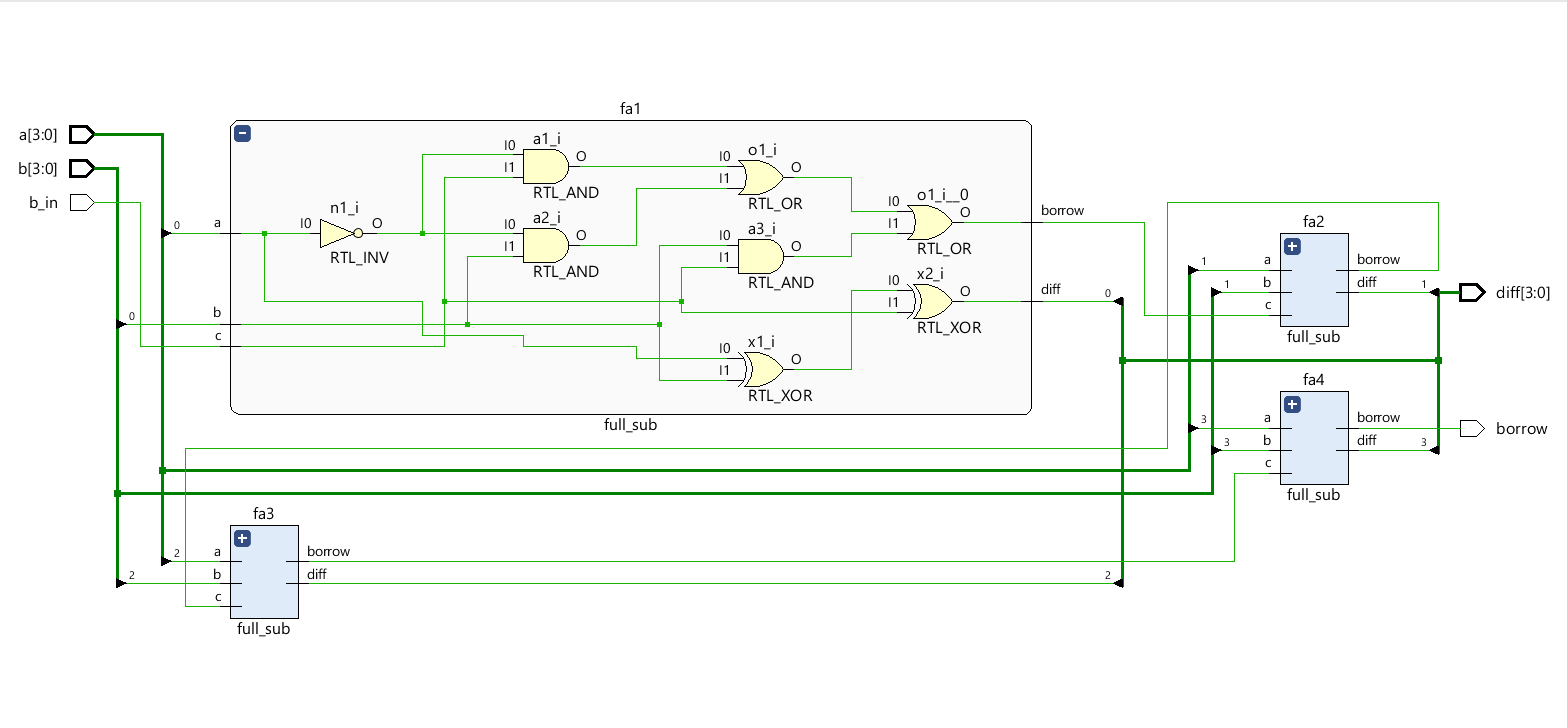 fa1
a[3:0]
b[3:0]
b_in
0
a
I0
n1_i
O
RTL_INV
I0
I1
a1_i
O
RTL_AND
I0
I1
a2_i
O
RTL_AND
I0
I1
o1_i
O
RTL_OR
I0
I1
a3_i
O
RTL_AND
I0
I1
o1_i__0
O
RTL_OR
borrow
I0
I1
x2_i
O
RTL_XOR
diff
0
0
b
c
I0
I1
x1_i
O
RTL_XOR
full_sub
fa2
1
a
borrow
1
b
diff
1
c
full_sub
diff[3:0]
fa4
3
a
borrow
borrow
3
b
diff
3
c
full_sub
fa3
2
a
borrow
2
b
diff
2
c
full_sub